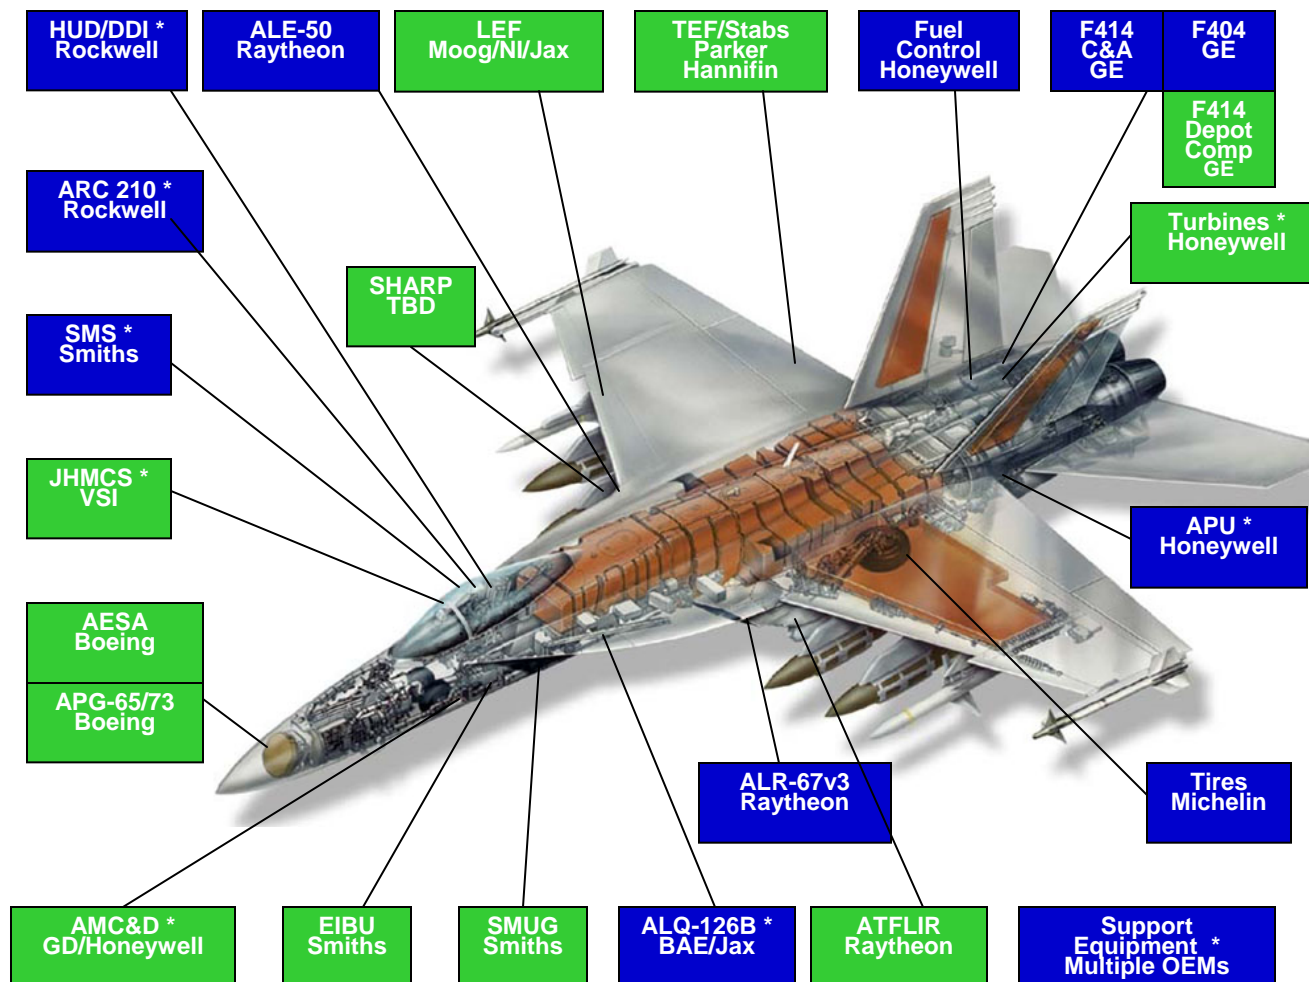 HUD/DDI *
Rockwell
ALE-50
Raytheon
LEF
Moog/NI/Jax
TEF/Stabs
Parker
Hannifin
Fuel
Control
Honeywell
F414
C&A
GE
F404
GE
F414
Depot
Comp
GE
ARC 210 *
Rockwell
Turbines *
Honeywell
SHARP
TBD
SMS *
Smiths
JHMCS *
VSI
APU *
Honeywell
AESA
Boeing
APG-65/73
Boeing
ALR-67v3
Raytheon
Tires
Michelin
AMC&D *
GD/Honeywell
EIBU
Smiths
SMUG
Smiths
ALQ-126B *
BAE/Jax
ATFLIR
Raytheon
Support
Equipment *
Multiple OEMs